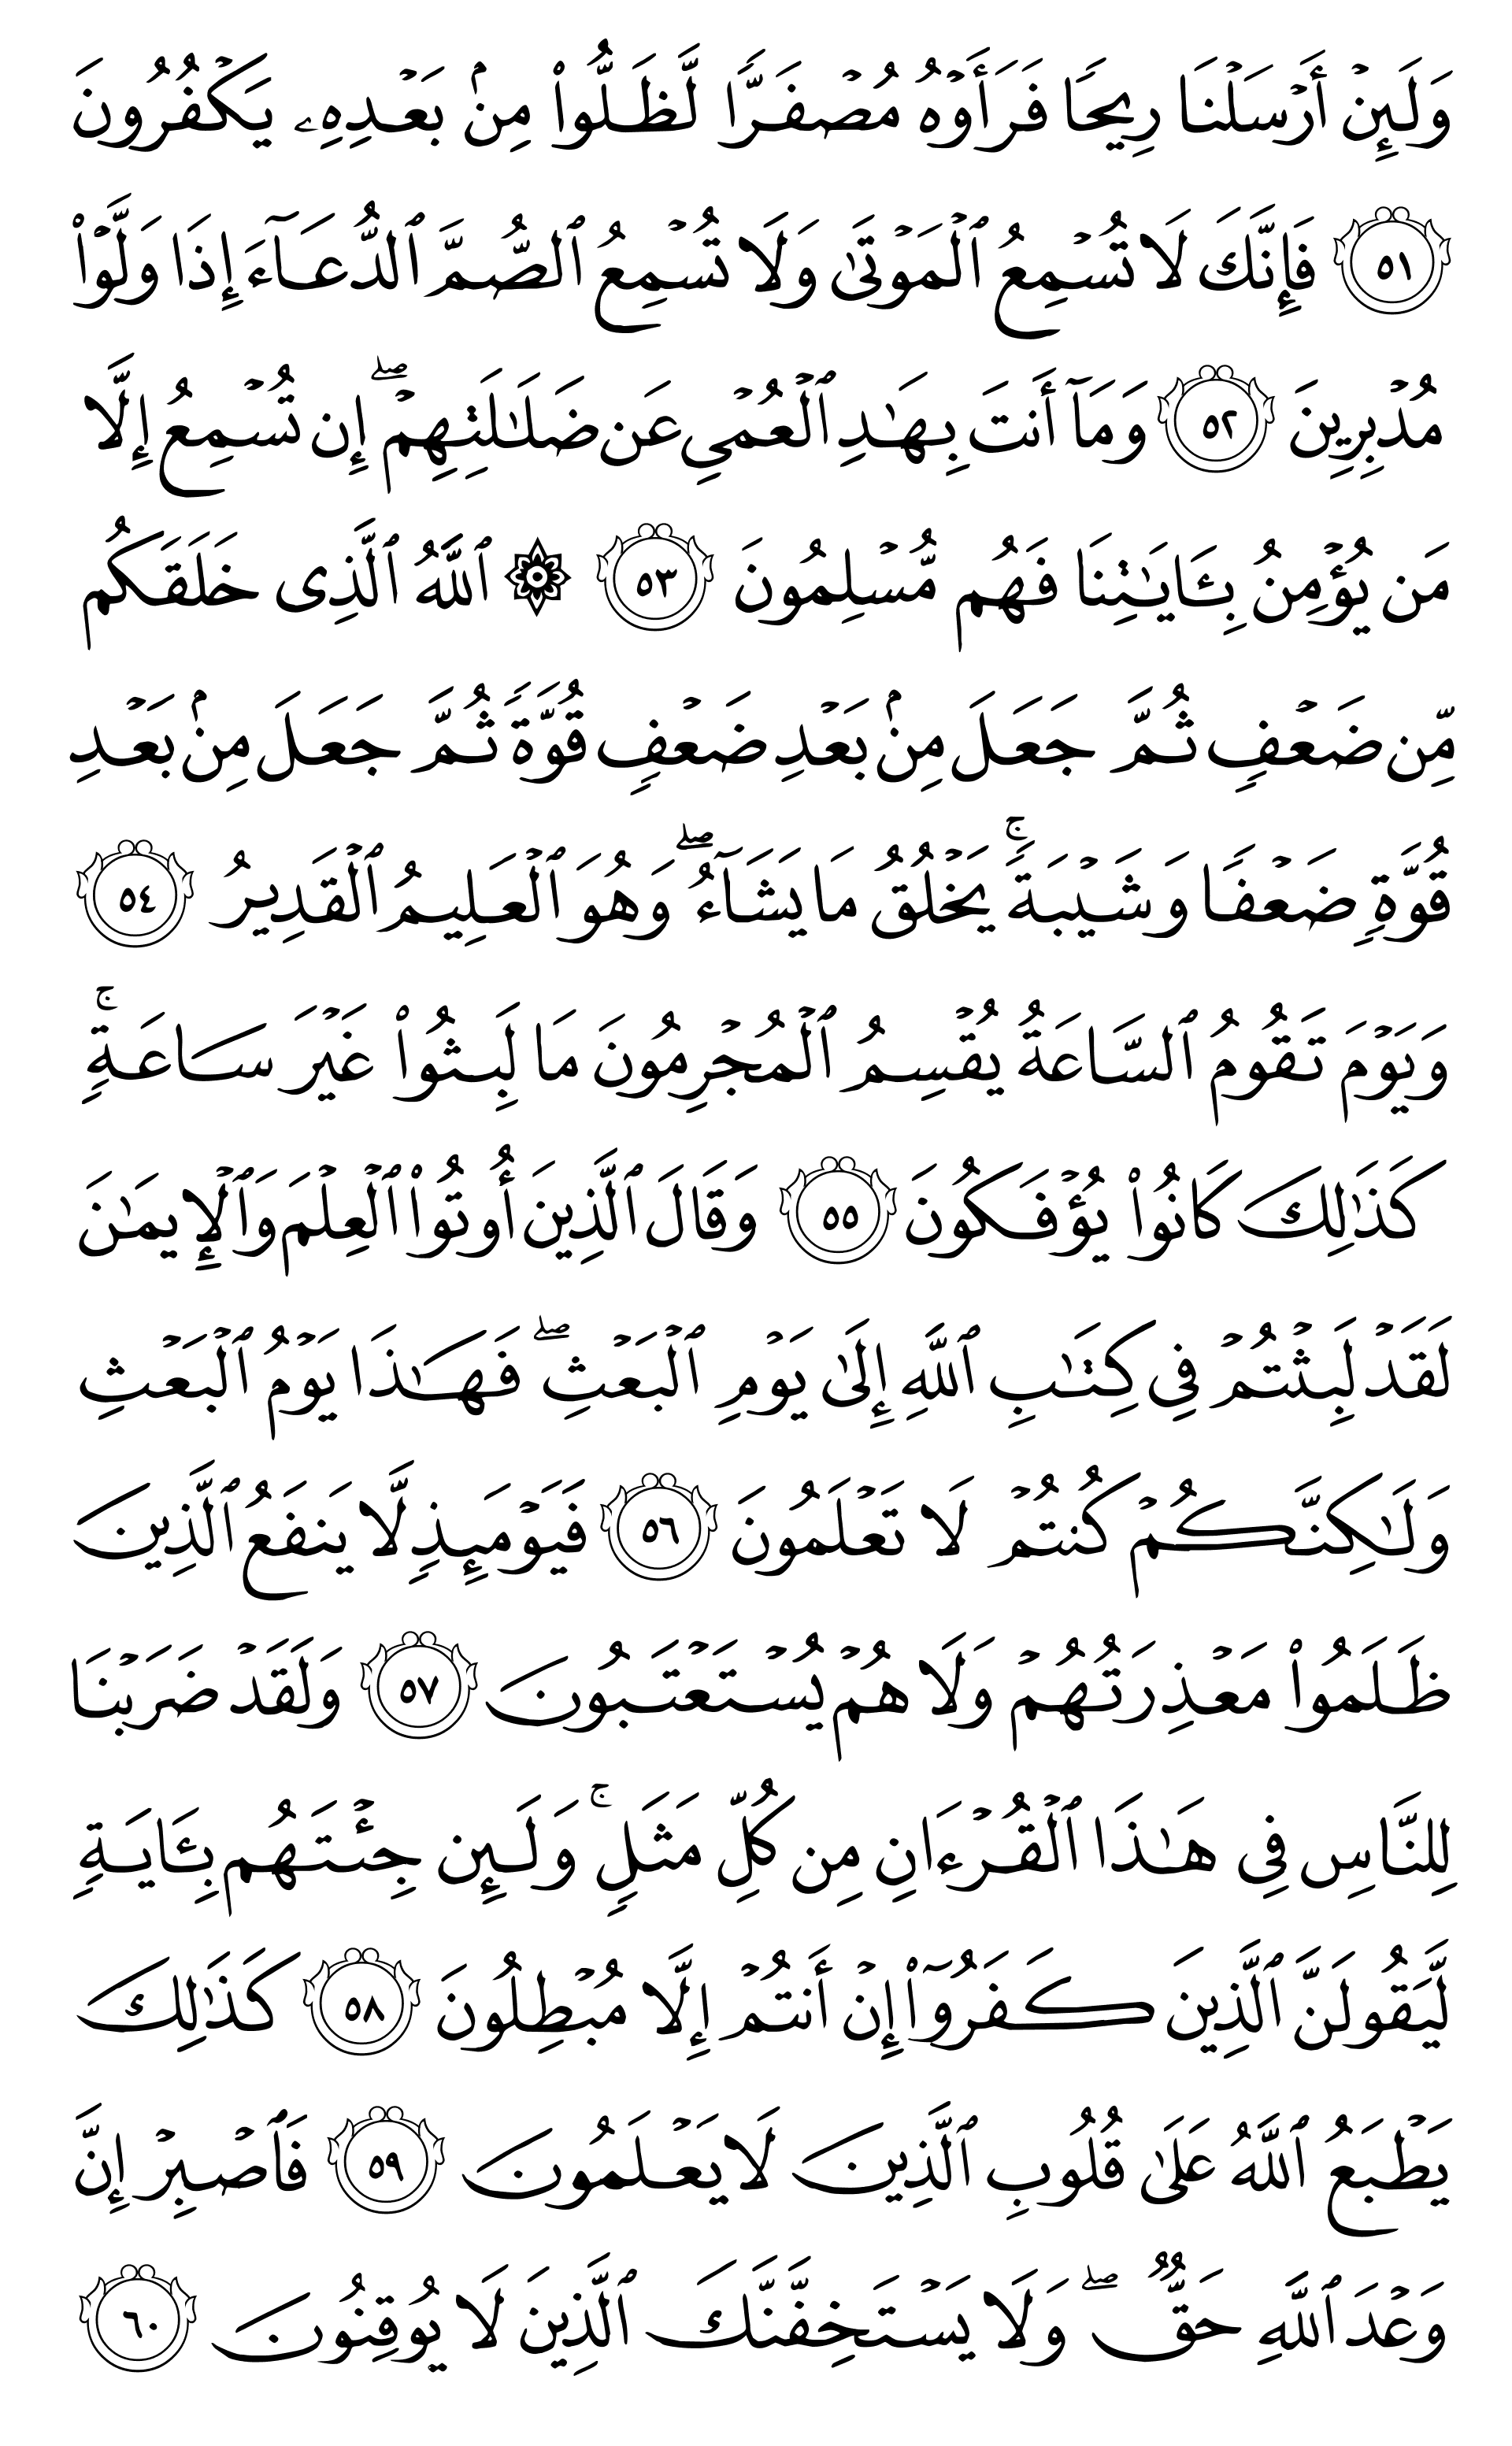 وَلَئِنْ أَرْسَلْنَا رِيحًا فَرَأَوْهُ مُصْفَرًّا لَّظَلُّوا۟ مِنۢ بَعْدِهِۦ يَكْفُرُونَ
٥١ فَإِنَّكَ لَا تُسْمِعُ ٱلْمَوْتَىٰ وَلَا تُسْمِعُ ٱلصُّمَّ ٱلدُّعَآءَ إِذَا وَلَّوْا۟
مُدْبِرِينَ ٥٢ وَمَآ أَنتَ بِهَـٰدِ ٱلْعُمْيِ عَن ضَلَـٰلَتِهِمْ ۖ إِن تُسْمِعُ إِلَّا
مَن يُؤْمِنُ بِـَٔايَـٰتِنَا فَهُم مُّسْلِمُونَ ٥٣ ۞ ٱللَّهُ ٱلَّذِى خَلَقَكُم
مِّن ضَعْفٍ ثُمَّ جَعَلَ مِنۢ بَعْدِ ضَعْفٍ قُوَّةً ثُمَّ جَعَلَ مِنۢ بَعْدِ
قُوَّةٍ ضَعْفًا وَشَيْبَةً ۚ يَخْلُقُ مَا يَشَآءُ ۖ وَهُوَ ٱلْعَلِيمُ ٱلْقَدِيرُ ٥٤
وَيَوْمَ تَقُومُ ٱلسَّاعَةُ يُقْسِمُ ٱلْمُجْرِمُونَ مَا لَبِثُوا۟ غَيْرَ سَاعَةٍ ۚ
كَذَٰلِكَ كَانُوا۟ يُؤْفَكُونَ ٥٥ وَقَالَ ٱلَّذِينَ أُوتُوا۟ ٱلْعِلْمَ وَٱلْإِيمَـٰنَ
لَقَدْ لَبِثْتُمْ فِى كِتَـٰبِ ٱللَّهِ إِلَىٰ يَوْمِ ٱلْبَعْثِ ۖ فَهَـٰذَا يَوْمُ ٱلْبَعْثِ
وَلَـٰكِنَّكُمْ كُنتُمْ لَا تَعْلَمُونَ ٥٦ فَيَوْمَئِذٍ لَّا يَنفَعُ ٱلَّذِينَ
ظَلَمُوا۟ مَعْذِرَتُهُمْ وَلَا هُمْ يُسْتَعْتَبُونَ ٥٧ وَلَقَدْ ضَرَبْنَا
لِلنَّاسِ فِى هَـٰذَا ٱلْقُرْءَانِ مِن كُلِّ مَثَلٍ ۚ وَلَئِن جِئْتَهُم بِـَٔايَةٍ
لَّيَقُولَنَّ ٱلَّذِينَ كَفَرُوٓا۟ إِنْ أَنتُمْ إِلَّا مُبْطِلُونَ ٥٨ كَذَٰلِكَ
يَطْبَعُ ٱللَّهُ عَلَىٰ قُلُوبِ ٱلَّذِينَ لَا يَعْلَمُونَ ٥٩ فَٱصْبِرْ إِنَّ
وَعْدَ ٱللَّهِ حَقٌّ ۖ وَلَا يَسْتَخِفَّنَّكَ ٱلَّذِينَ لَا يُوقِنُونَ ٦٠